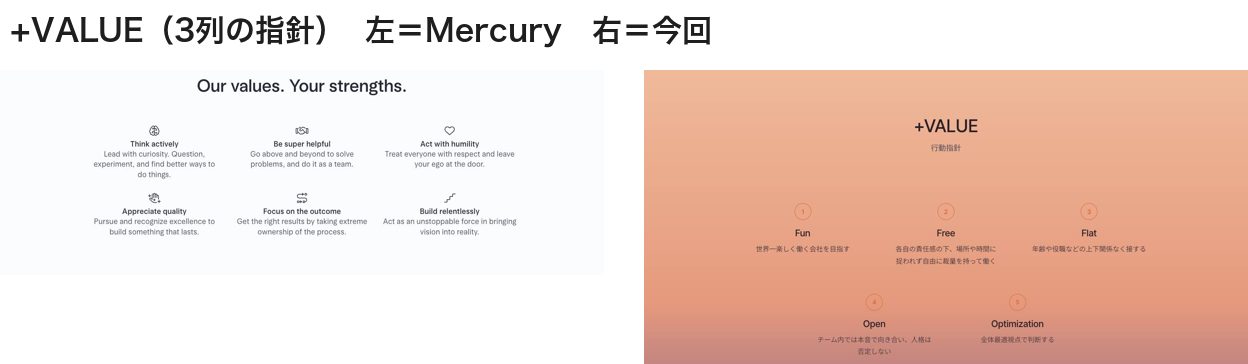 +VALUE（3列の指針）　左＝Mercury　右＝今回
Our values. Your strengths.
Think actively
Lead with curiosity. Question,
experiment, and find better ways to
do things.
Be super helpful
Go above and beyond to solve
problems, and do it as a team.
Act with humility
Treat everyone with respect and leave
your ego at the door.
Appreciate quality
Pursue and recognize excellence to
build something that lasts.
Focus on the outcome
Get the right results by taking extreme
ownership of the process.
Build relentlessly
Act as an unstoppable force in bringing
vision into reality.
+VALUE
行動指針
1
Fun
世界一楽しく働く会社を目指す
2
Free
各自の責任感の下、場所や時間に
捉われず自由に裁量を持って働く
3
Flat
年齢や役職などの上下関係なく接する
4
Open
チーム内では本音で向き合い、人格は
否定しない
5
Optimization
全体最適視点で判断する